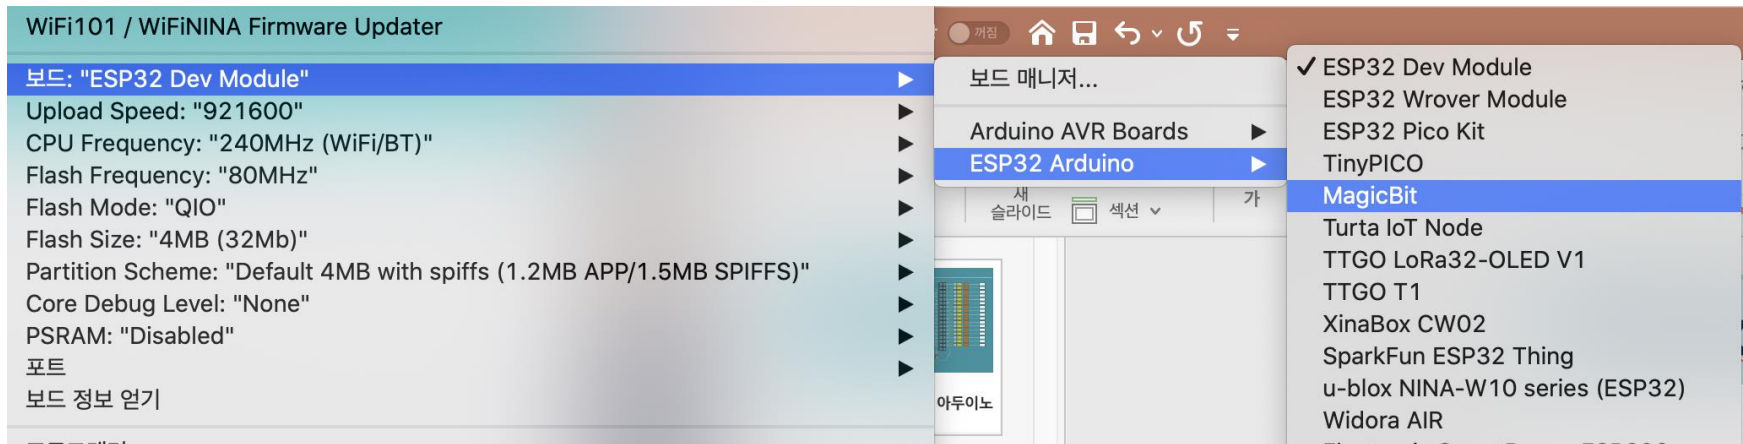 WiFi101 / WiFiNINA Firmware Updater
보드: "ESP32 Dev Module"
Upload Speed: "921600"
CPU Frequency: "240MHz (WiFi/BT)"
Flash Frequency: "80MHz"
Flash Mode: "QIO"
Flash Size: "4MB (32Mb)"
Partition Scheme: "Default 4MB with spiffs (1.2MB APP/1.5MB SPIFFS)"
Core Debug Level: "None"
PSRAM: "Disabled"
포트
보드 정보 얻기
꺼짐
보드 매니저...
Arduino AVR Boards
ESP32 Arduino
새
슬라이드
섹션
가
아두이노
ESP32 Dev Module
ESP32 Wrover Module
ESP32 Pico Kit
TinyPICO
MagicBit
Turta IoT Node
TTGO LoRa32-OLED V1
TTGO T1
XinaBox CW02
SparkFun ESP32 Thing
u-blox NINA-W10 series (ESP32)
Widora AIR